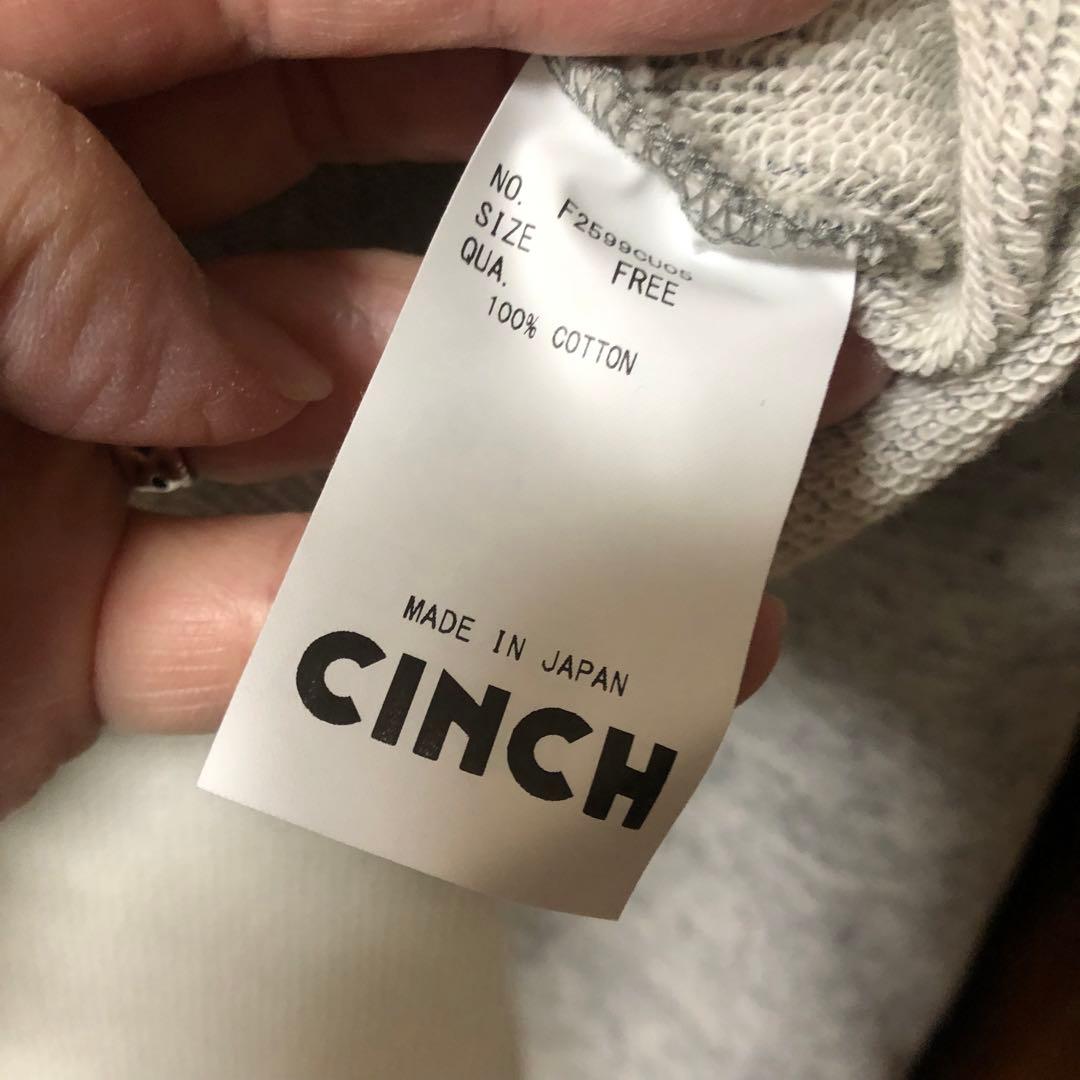 NO. F2599CU05
SIZE FREE
QUA.
100% COTTON
MADE IN JAPAN
CINCH